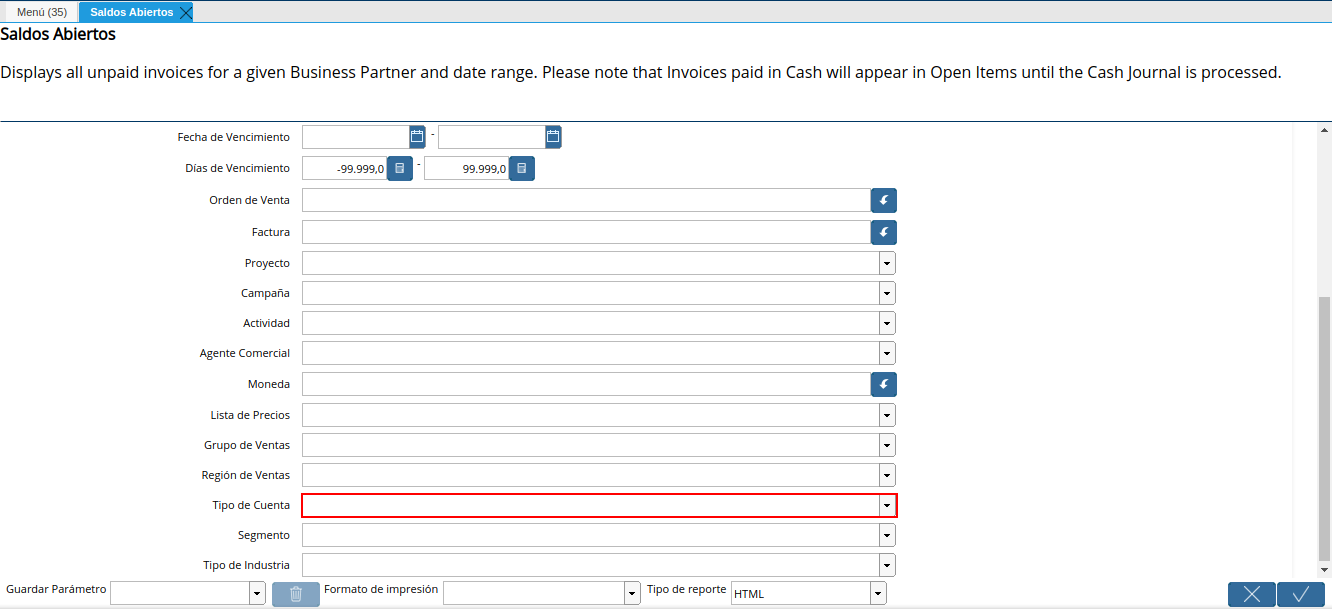 Menú (35) Saldos Abiertos
Saldos Abiertos
Displays all unpaid invoices for a given Business Partner and date range. Please note that Invoices paid in Cash will appear in Open Items until the Cash Journal is processed.
Fecha de Vencimiento -
Días de Vencimiento -99.999,0 - 99.999,0
Orden de Venta
Factura
Proyecto
Campaña
Actividad
Agente Comercial
Moneda
Lista de Precios
Grupo de Ventas
Región de Ventas
Tipo de Cuenta
Segmento
Tipo de Industria
Guardar Parámetro Formato de impresión Tipo de reporte HTML